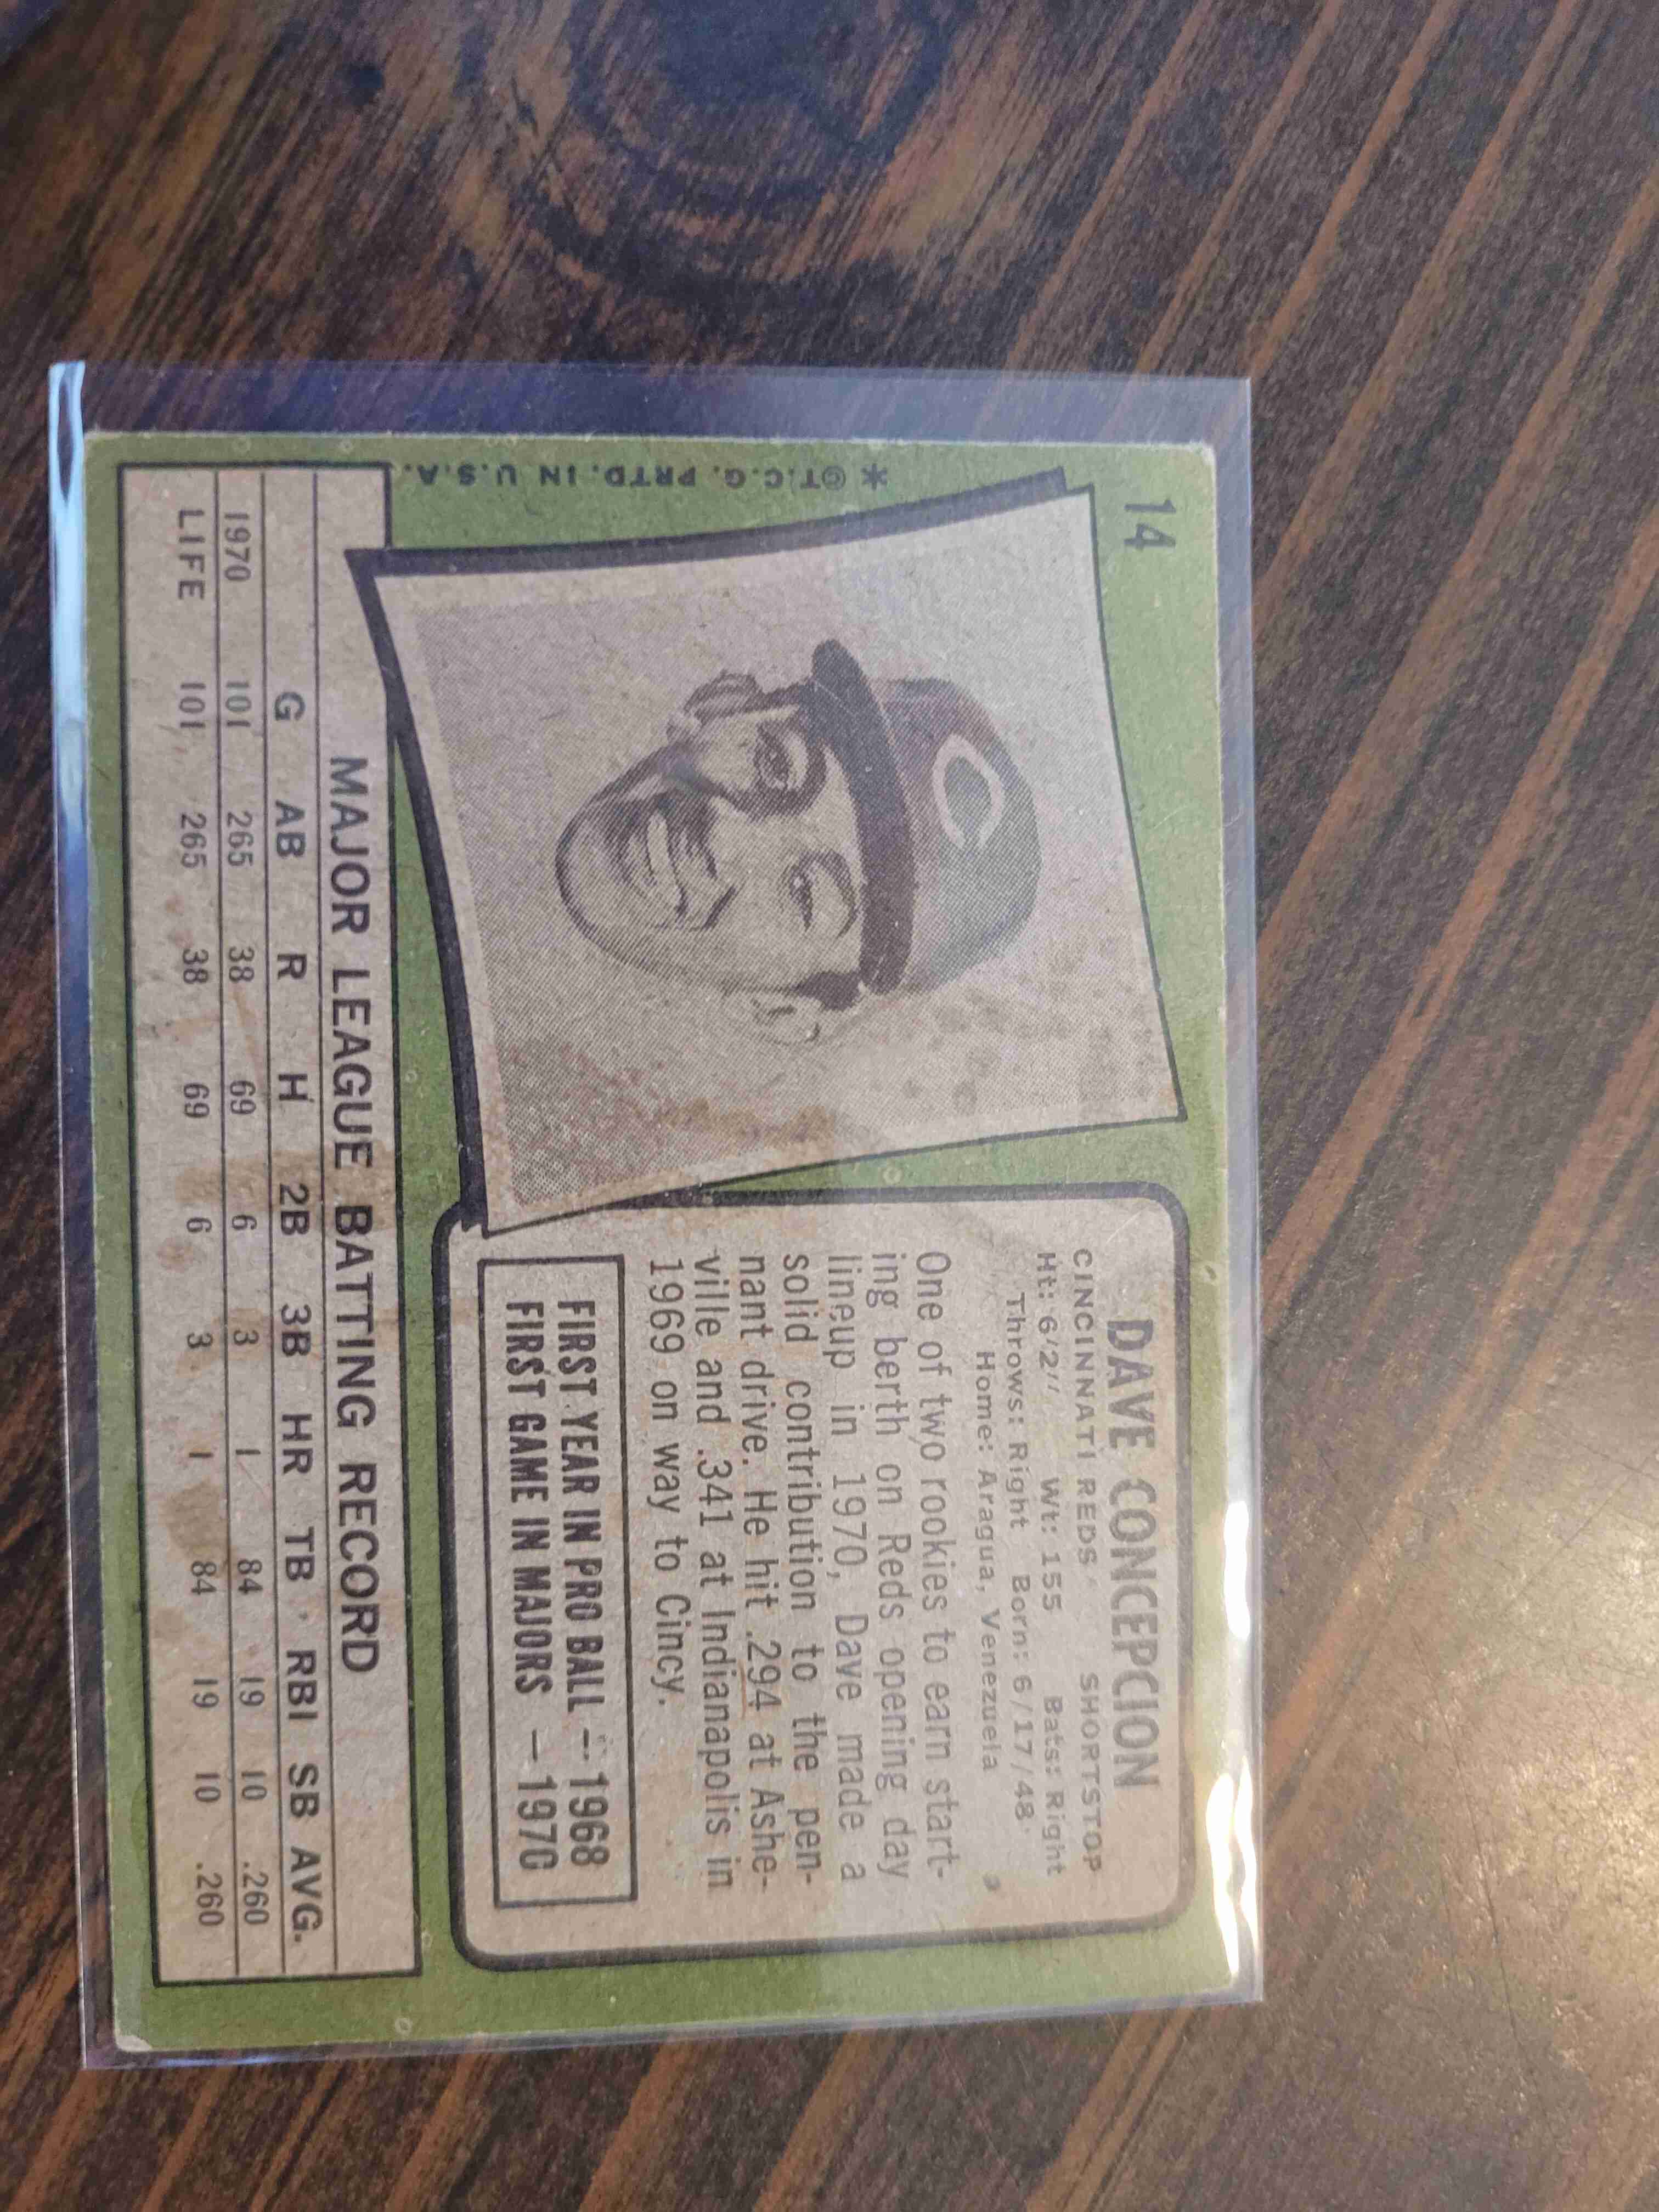 14
DAVE CONCEPCION
CINCINNATI REDS SHORTSTOP
Ht: 6'2" Wt: 155 Bats: Right
Throws: Right Born: 6/17/48
Home: Aragua, Venezuela
One of two rookies to earn start-
ing berth on Reds opening day
lineup in 1970, Dave made a
solid contribution to the pen-
nant drive. He hit .294 at Ashe-
ville and .341 at Indianapolis in
1969 on way to Cincy.
FIRST YEAR IN PRO BALL — 1968
FIRST GAME IN MAJORS — 1970
C
* ©T.C.G. PRTD. IN U.S.A.
MAJOR LEAGUE BATTING RECORD
G AB R H 2B 3B HR TB RBI SB AVG.
1970 101 265 38 69 6 3 1 84 19 10 .260
LIFE 101 265 38 69 6 3 1 84 19 10 .260